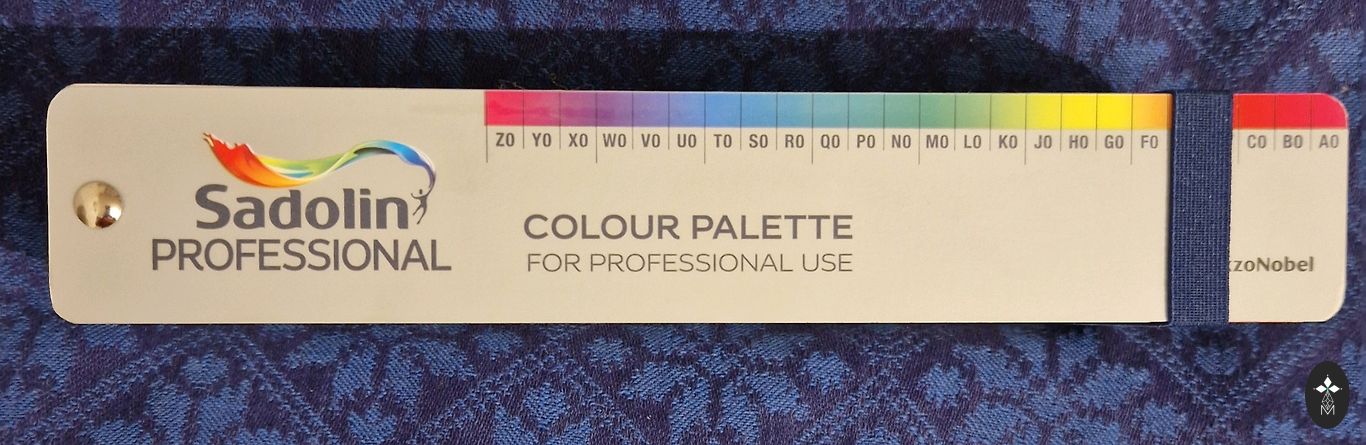 ZO YO XO WO VO UO TO SO RO QO PO NO MO LO KO JO HO GO FO CO BO AO
Sadolin
PROFESSIONAL
COLOUR PALETTE
FOR PROFESSIONAL USE
zoNobel